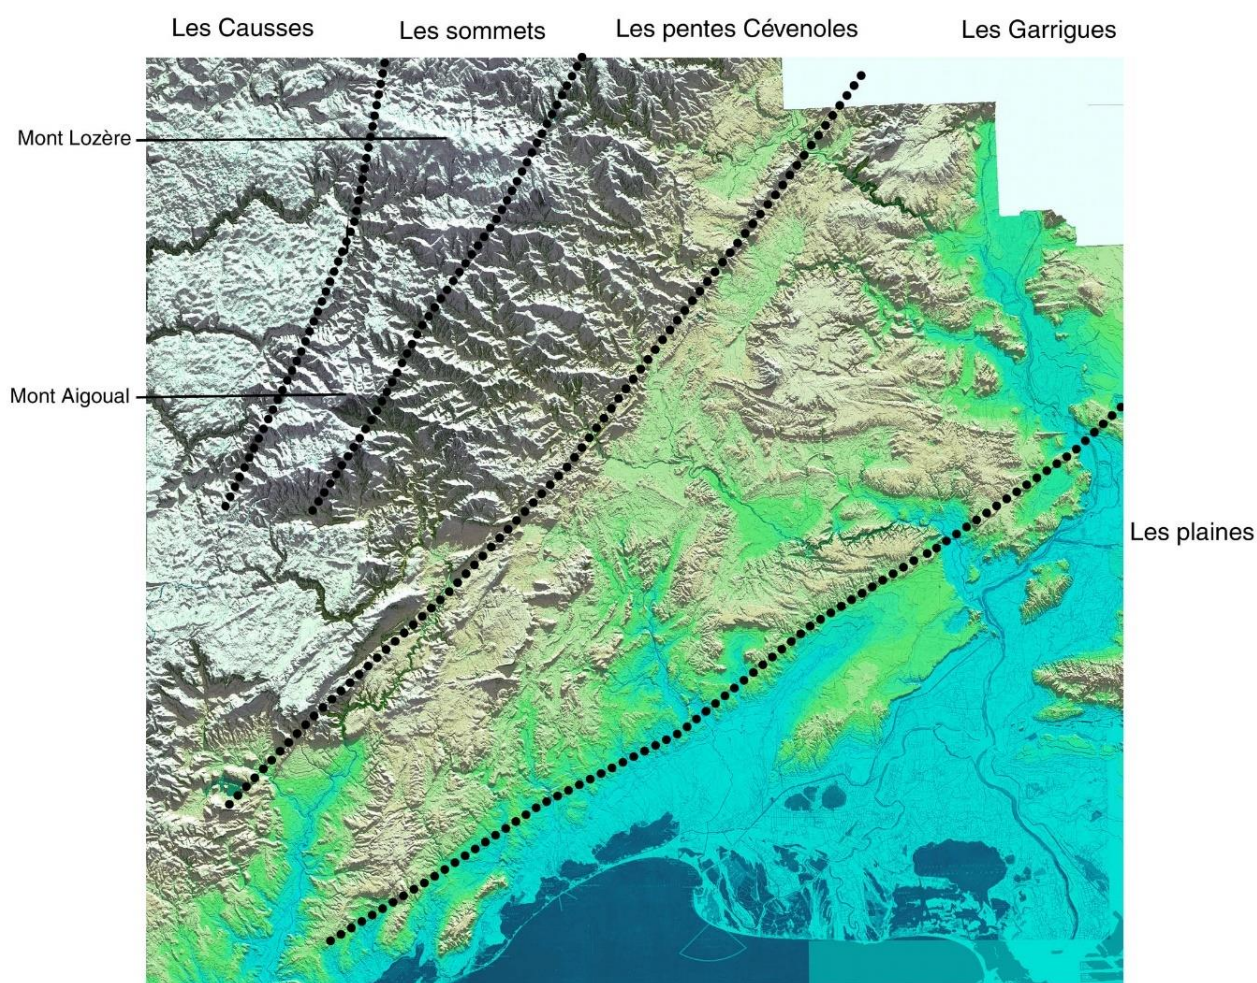 Les Causses
Les sommets
Les pentes Cévenoles
Les Garrigues
Mont Lozère
Mont Aigoual
Les plaines